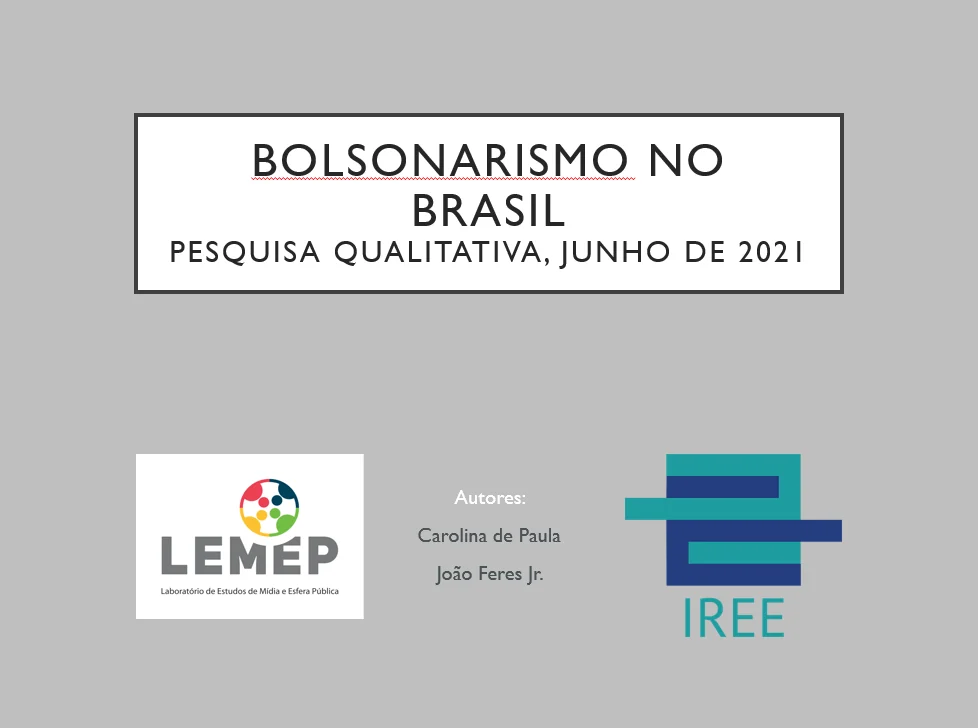 BOLSONARISMO NO
BRASIL
PESQUISA QUALITATIVA, JUNHO DE 2021
LEMEP
Laboratório de Estudos de Mídia e Esfera Pública
Autores:
Carolina de Paula
João Feres Jr.
IREE